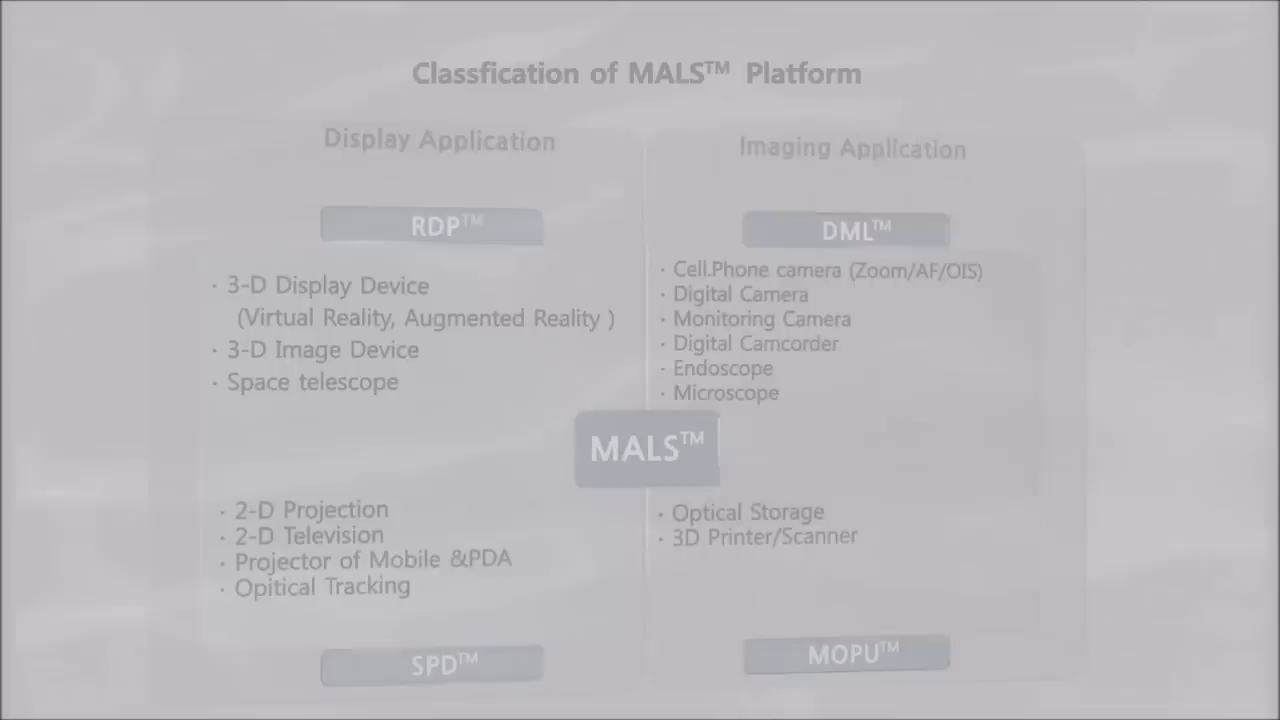 Classfication of MALS™ Platform
Display Application
RDP™
· 3-D Display Device
(Virtual Reality, Augmented Reality )
· 3-D Image Device
· Space telescope
Imaging Application
DML™
· Cell.Phone camera (Zoom/AF/OIS)
· Digital Camera
· Monitoring Camera
· Digital Camcorder
· Endoscope
· Microscope
MALS™
· 2-D Projection
· 2-D Television
· Projector of Mobile &PDA
· Opitical Tracking
SPD™
· Optical Storage
· 3D Printer/Scanner
MOPU™